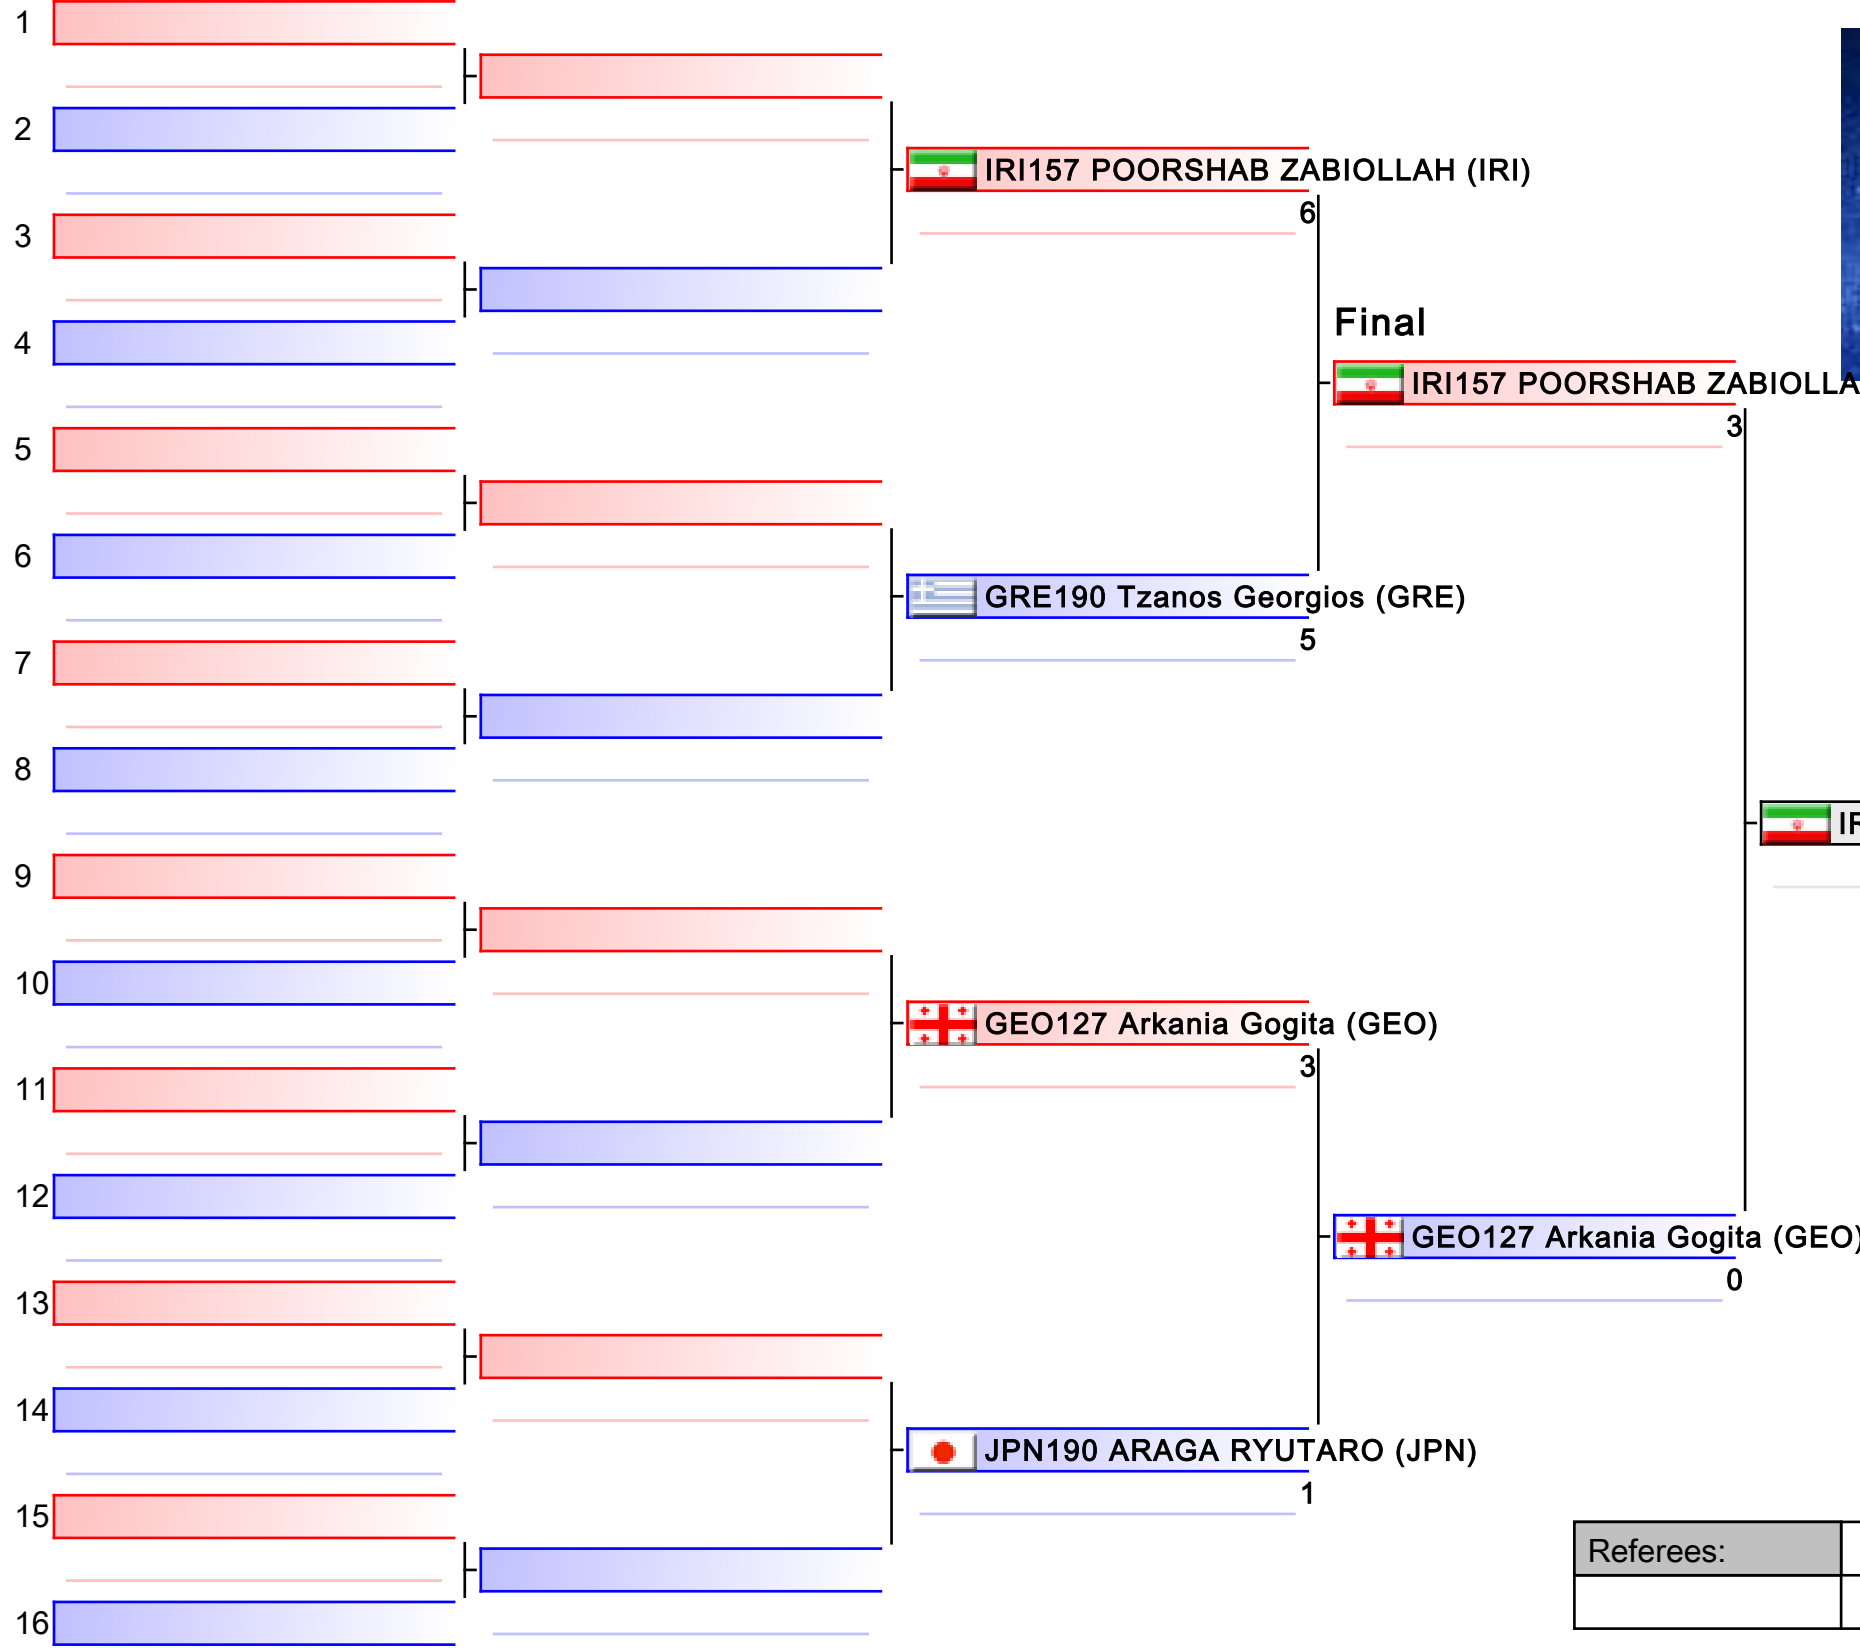 1
2
IRI157 POORSHAB ZABIOLLAH (IRI)
6
3
Final
4
IRI157 POORSHAB ZABIOLLA
3
5
6
GRE190 Tzanos Georgios (GRE)
5
7
8
IR
9
10
GEO127 Arkania Gogita (GEO)
3
11
12
GEO127 Arkania Gogita (GEO)
0
13
14
JPN190 ARAGA RYUTARO (JPN)
1
15
Referees:
16